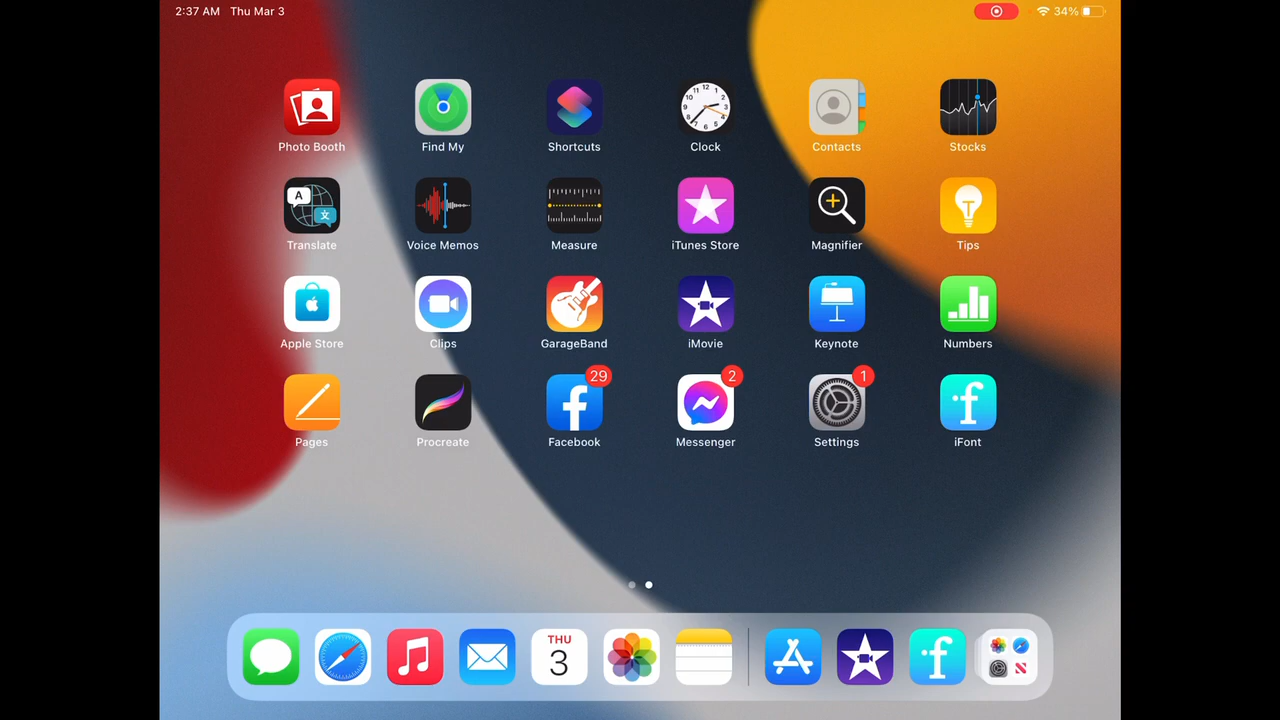 2:37 AM Thu Mar 3 34%
Photo Booth Find My Shortcuts Clock Contacts Stocks
Translate Voice Memos Measure iTunes Store Magnifier Tips
Apple Store Clips GarageBand iMovie Keynote Numbers
29 2 1
Pages Procreate Facebook Messenger Settings iFont
THU
3